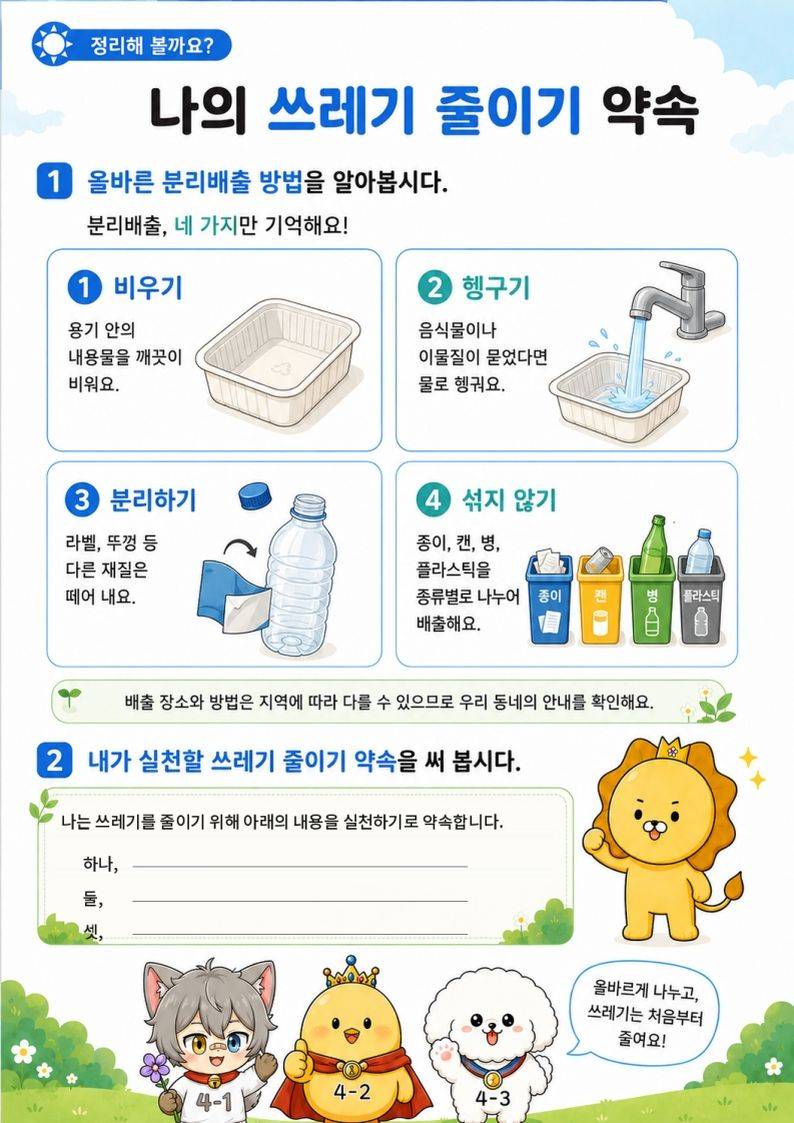 정리해 볼까요?
나의 쓰레기 줄이기 약속
1 올바른 분리배출 방법을 알아봅시다.
분리배출, 네 가지만 기억해요!
1 비우기
용기 안의
내용물을 깨끗이
비워요.
2 헹구기
음식물이나
이물질이 묻었다면
물로 헹궈요.
3 분리하기
라벨, 뚜껑 등
다른 재질은
떼어 내요.
4 섞지 않기
종이, 캔, 병,
플라스틱을
종류별로 나누어
배출해요.
종이 캔 병 플라스틱
배출 장소와 방법은 지역에 따라 다를 수 있으므로 우리 동네의 안내를 확인해요.
2 내가 실천할 쓰레기 줄이기 약속을 써 봅시다.
나는 쓰레기를 줄이기 위해 아래의 내용을 실천하기로 약속합니다.
하나,
둘,
셋,
올바르게 나누고,
쓰레기는 처음부터
줄여요!
4-1
4-2
4-3